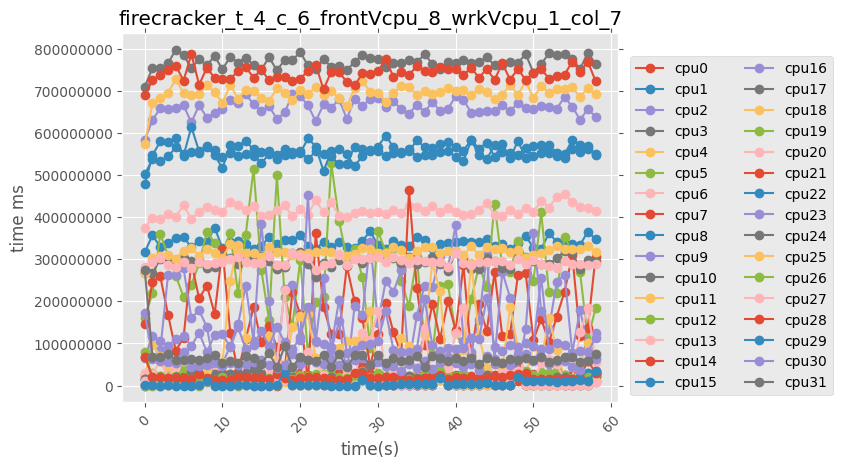 firecracker_t_4_c_6_frontVcpu_8_wrkVcpu_1_col_7
time ms
800000000
700000000
600000000
500000000
400000000
300000000
200000000
100000000
0
0
10
20
30
40
50
60
time(s)
cpu0
cpu1
cpu2
cpu3
cpu4
cpu5
cpu6
cpu7
cpu8
cpu9
cpu10
cpu11
cpu12
cpu13
cpu14
cpu15
cpu16
cpu17
cpu18
cpu19
cpu20
cpu21
cpu22
cpu23
cpu24
cpu25
cpu26
cpu27
cpu28
cpu29
cpu30
cpu31